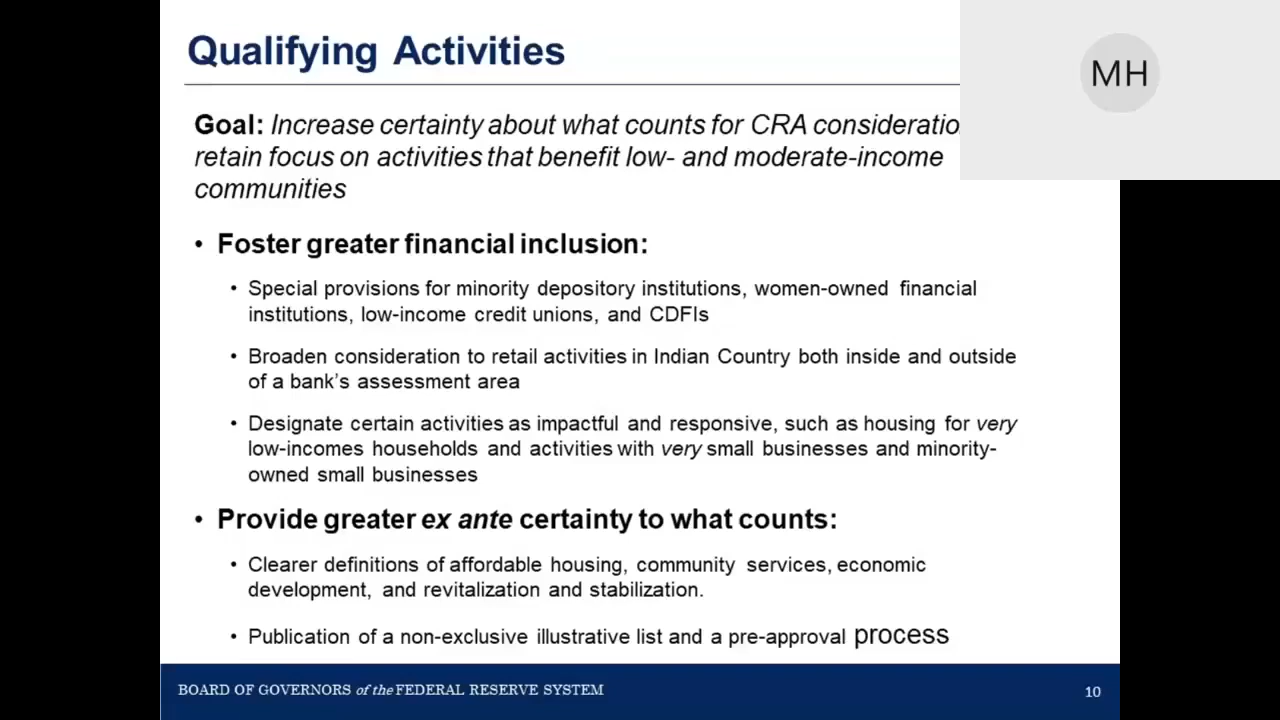 Qualifying Activities
MH
Goal: Increase certainty about what counts for CRA
retain focus on activities that benefit low- and moderate-income
communities
• Foster greater financial inclusion:
• Special provisions for minority depository institutions, women-owned financial
institutions, low-income credit unions, and CDFIs
• Broaden consideration to retail activities in Indian Country both inside and outside
of a bank's assessment area
• Designate certain activities as impactful and responsive, such as housing for very
low-incomes households and activities with very small businesses and minority-
owned small businesses
• Provide greater ex ante certainty to what counts:
• Clearer definitions of affordable housing, community services, economic
development, and revitalization and stabilization.
• Publication of a non-exclusive illustrative list and a pre-approval process
BOARD OF GOVERNORS of the FEDERAL RESERVE SYSTEM
10